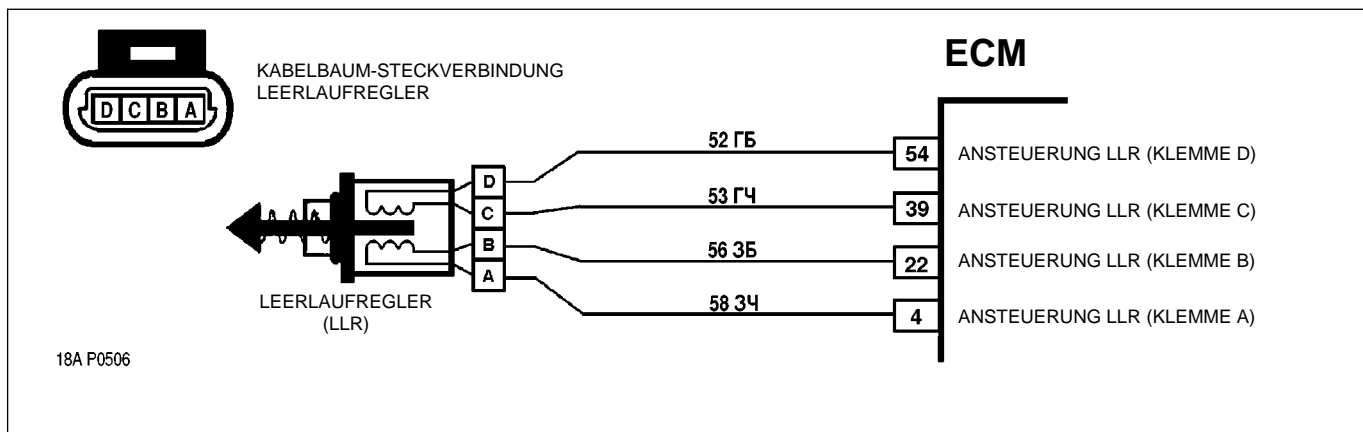 ECM
KABELBAUM-STECKVERBINDUNG
LEERLAUFREGLER
D C B A
52 ГБ
54
ANSTEUERUNG LLR (KLEMME D)
D
53 ГЧ
39
ANSTEUERUNG LLR (KLEMME C)
C
56 ЗБ
22
ANSTEUERUNG LLR (KLEMME B)
B
58 ЗЧ
4
ANSTEUERUNG LLR (KLEMME A)
A
LEERLAUFREGLER
(LLR)
18A P0506